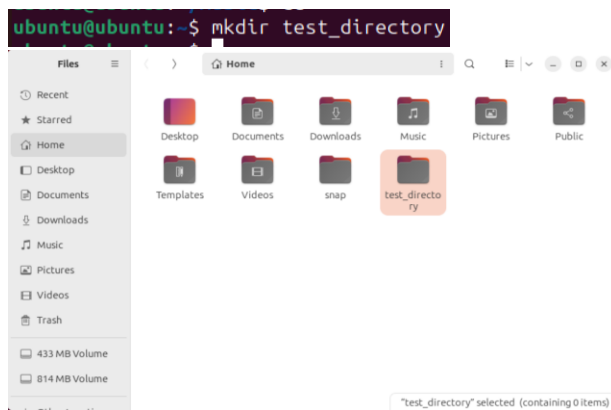 ubuntu@ubuntu:~$ mkdir test_directory
Files
Home
Recent
Starred
Home
Desktop
Documents
Downloads
Music
Pictures
Videos
Trash
433 MB Volume
814 MB Volume
Desktop Documents Downloads Music Pictures Public
Templates Videos snap test_directo
ry
"test_directory" selected (containing 0 items)